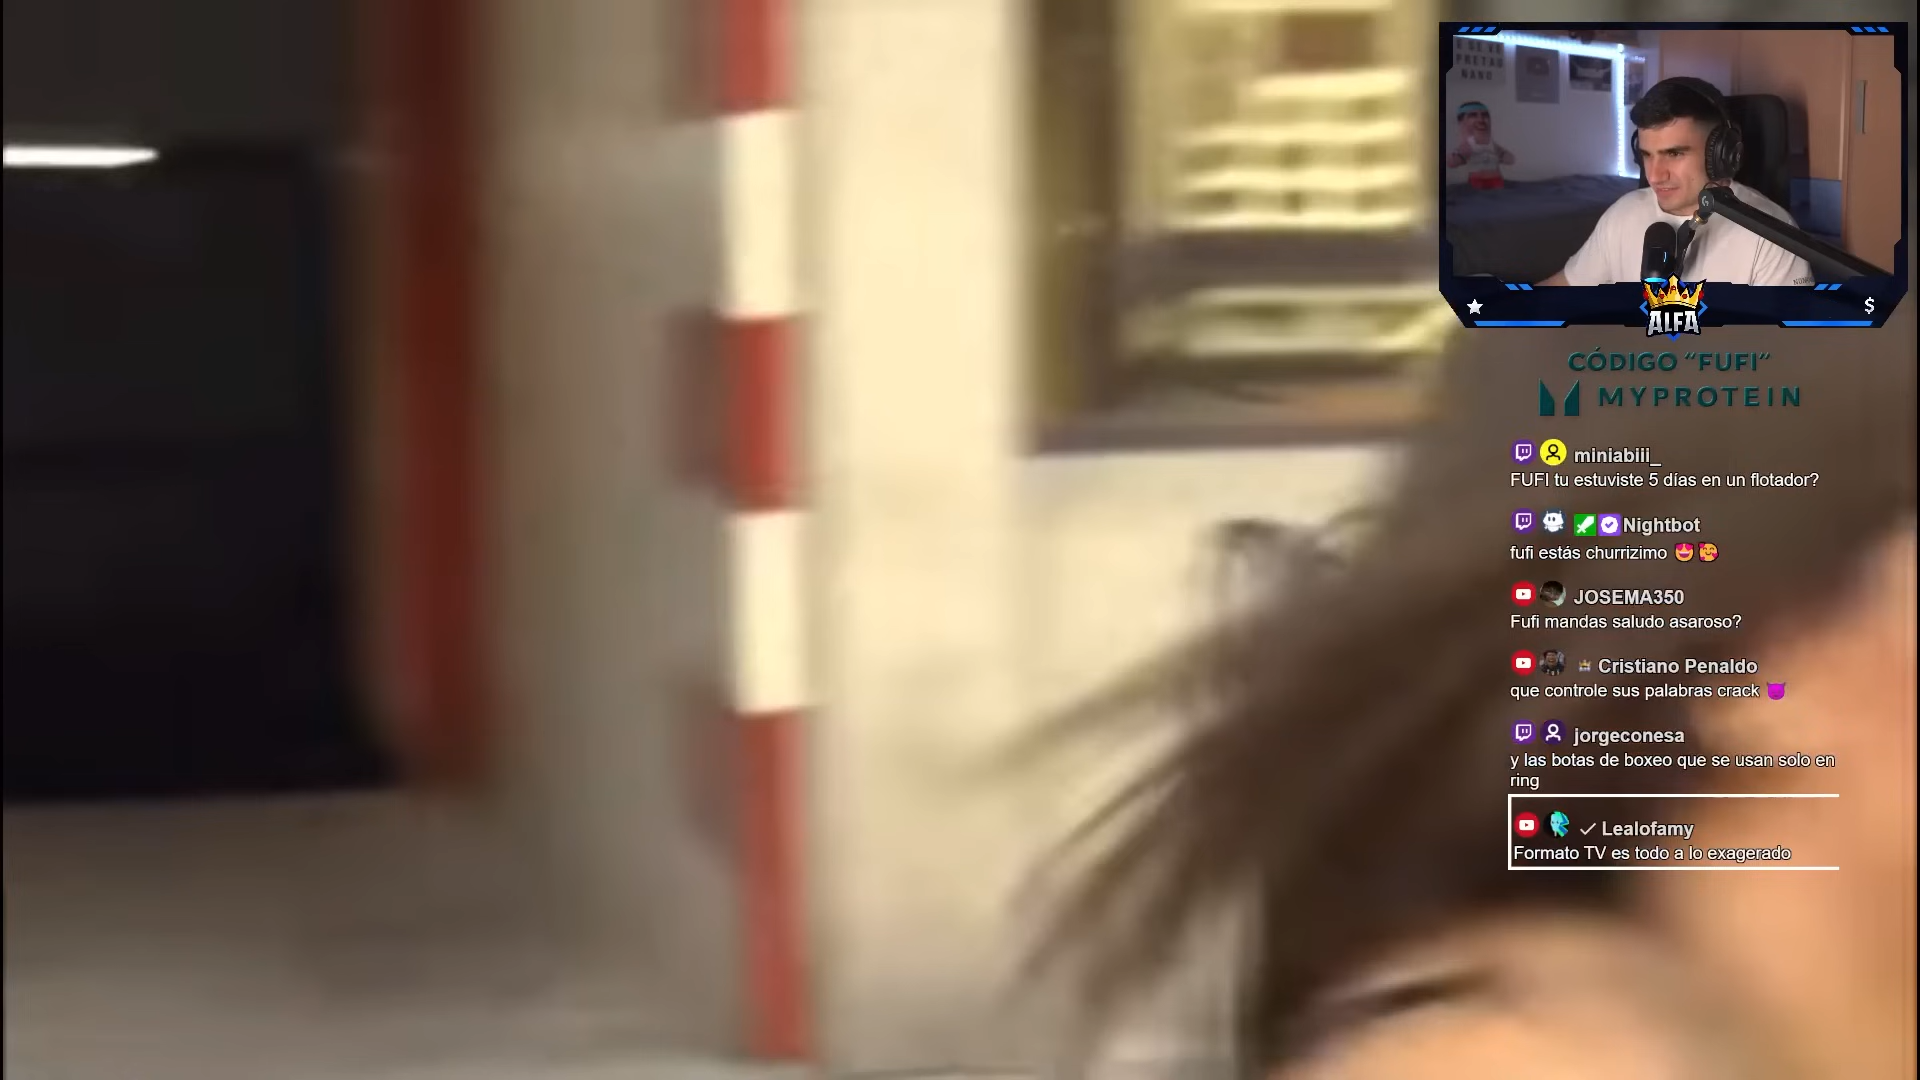 ALFA
CÓDIGO "FUFI"
MYPROTEIN
miniabiii_
FUFI tu estuviste 5 días en un flotador?
Nightbot
fufi estás churrizimo 😍 🥰
JOSEMA350
Fufi mandas saludo asaroso?
Cristiano Penaldo
que controle sus palabras crack 😈
jorgeconesa
y las botas de boxeo que se usan solo en
ring
Lealofamy
Formato TV es todo a lo exagerado